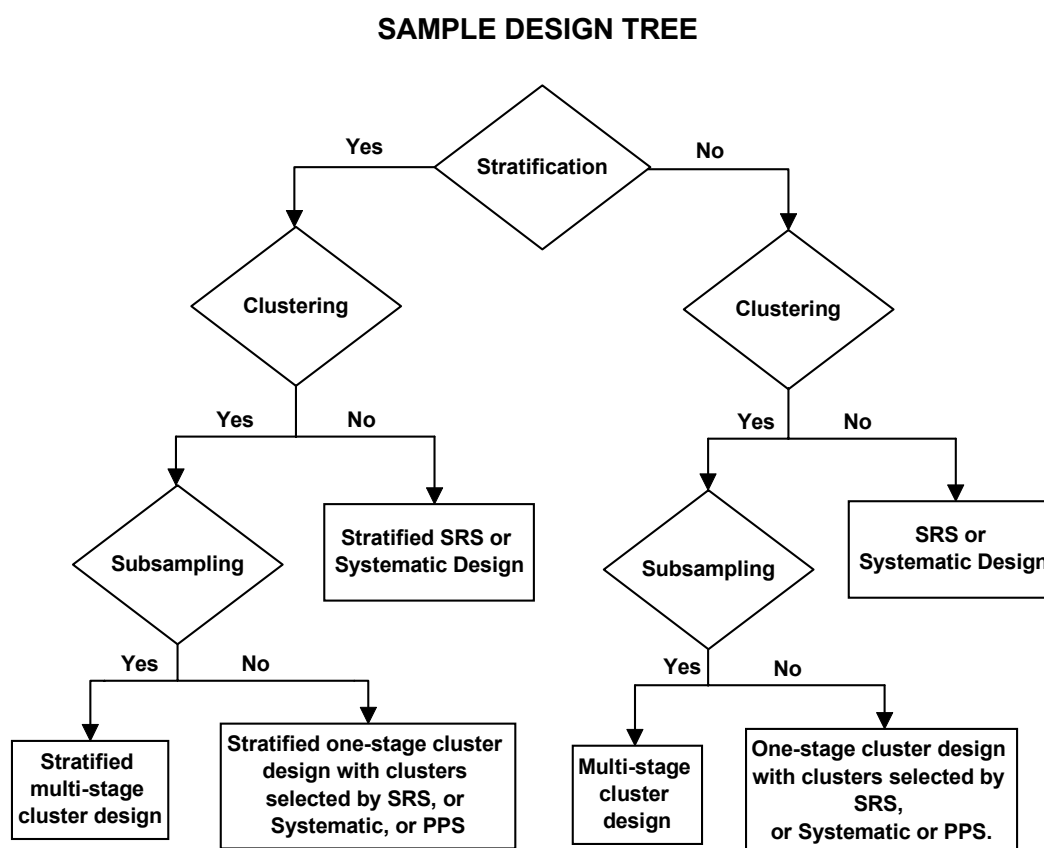 SAMPLE DESIGN TREE
Yes
Stratification
No
Clustering
Clustering
Yes
No
Yes
No
Subsampling
Stratified SRS or
Systematic Design
Subsampling
SRS or
Systematic Design
Yes
No
Yes
No
Stratified
multi-stage
cluster design
Stratified one-stage cluster
design with clusters
selected by SRS, or
Systematic, or PPS
Multi-stage
cluster
design
One-stage cluster design
with clusters selected by
SRS,
or Systematic or PPS.